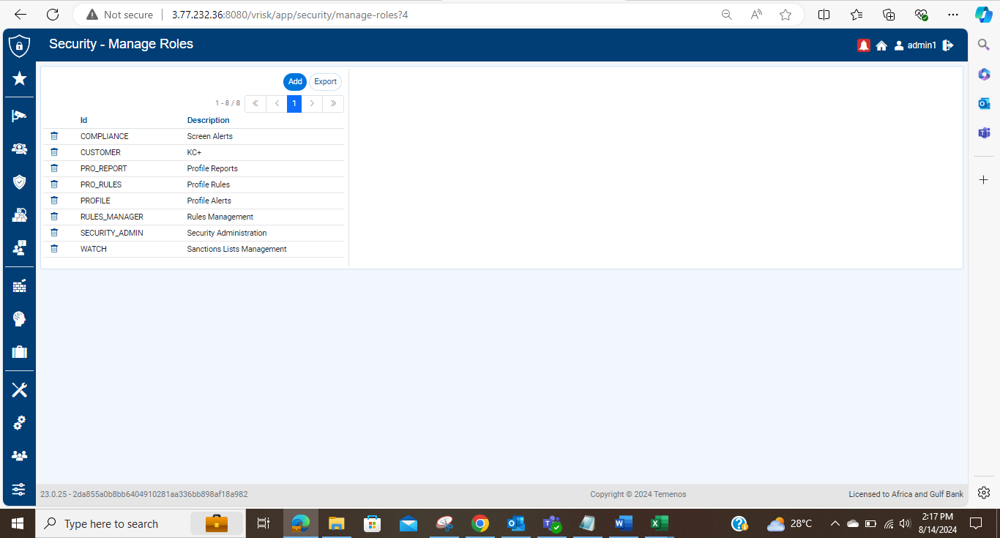 Not secure 3.77.232.36:8080/vrisk/app/security/manage-roles?4
Security - Manage Roles
admin1
Add Export
1 - 8 / 8 « ‹ 1 › »
Id Description
COMPLIANCE Screen Alerts
CUSTOMER KC+
PRO_REPORT Profile Reports
PRO_RULES Profile Rules
PROFILE Profile Alerts
RULES_MANAGER Rules Management
SECURITY_ADMIN Security Administration
WATCH Sanctions Lists Management
23.0.25 - 2da855a0b8bb6404910281aa336bb898af18a982 Copyright © 2024 Temenos Licensed to Africa and Gulf Bank
Type here to search
28°C
2:17 PM
8/14/2024